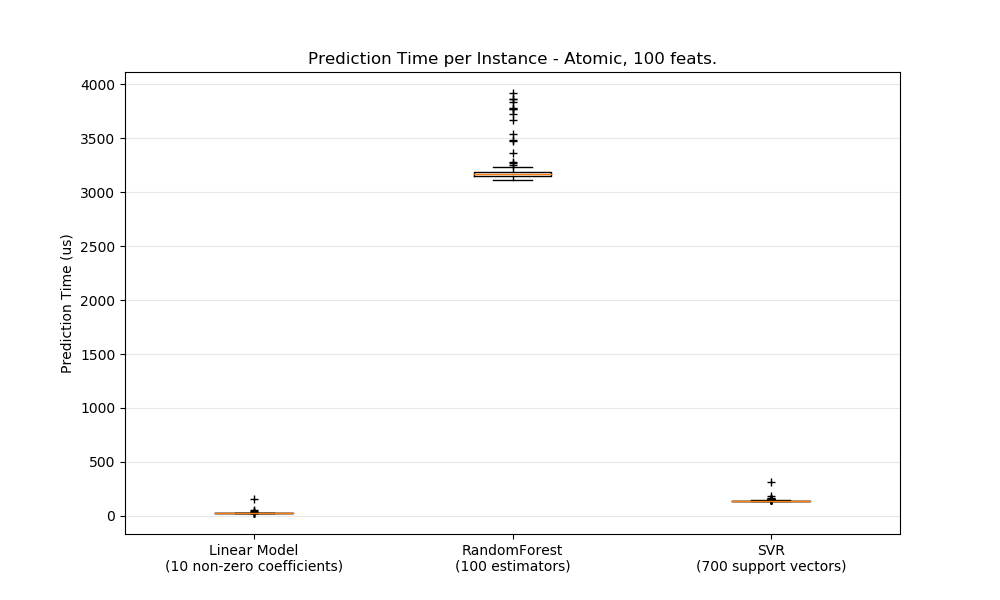 Prediction Time per Instance - Atomic, 100 feats.
Prediction Time (us)
4000
3500
3000
2500
2000
1500
1000
500
0
Linear Model
(10 non-zero coefficients)
RandomForest
(100 estimators)
SVR
(700 support vectors)